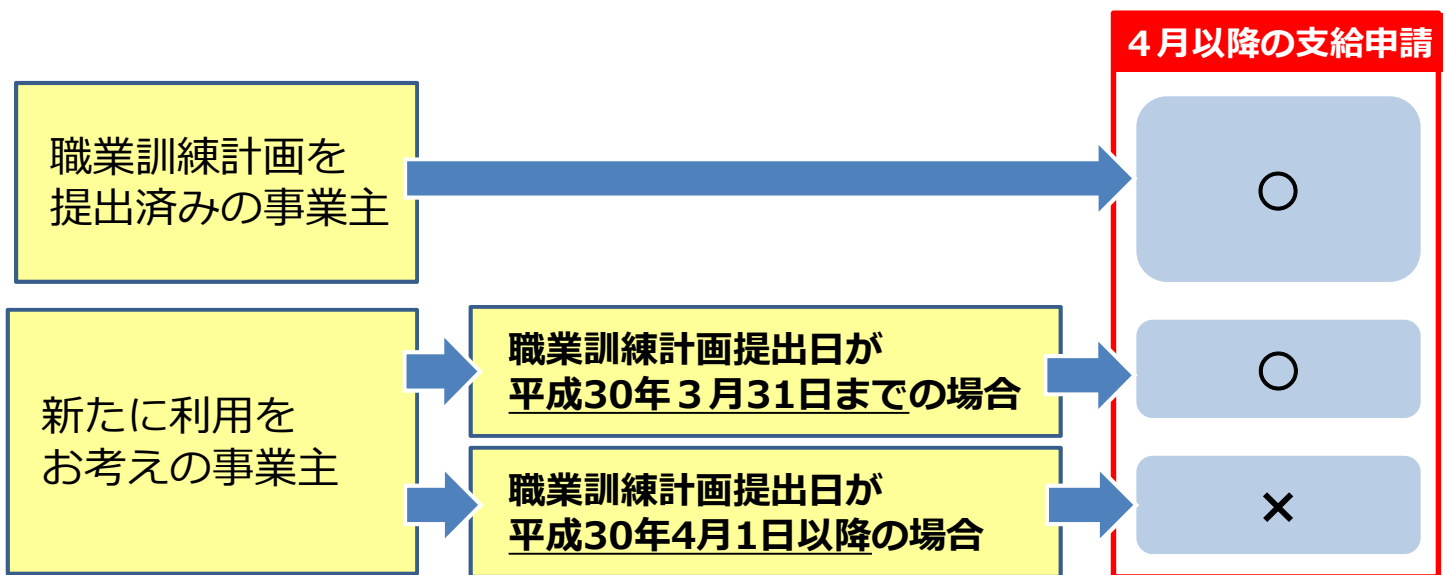 ４月以降の支給申請
職業訓練計画を
提出済みの事業主
○
新たに利用を
お考えの事業主
職業訓練計画提出日が
平成30年３月31日までの場合
○
職業訓練計画提出日が
平成30年4月1日以降の場合
×